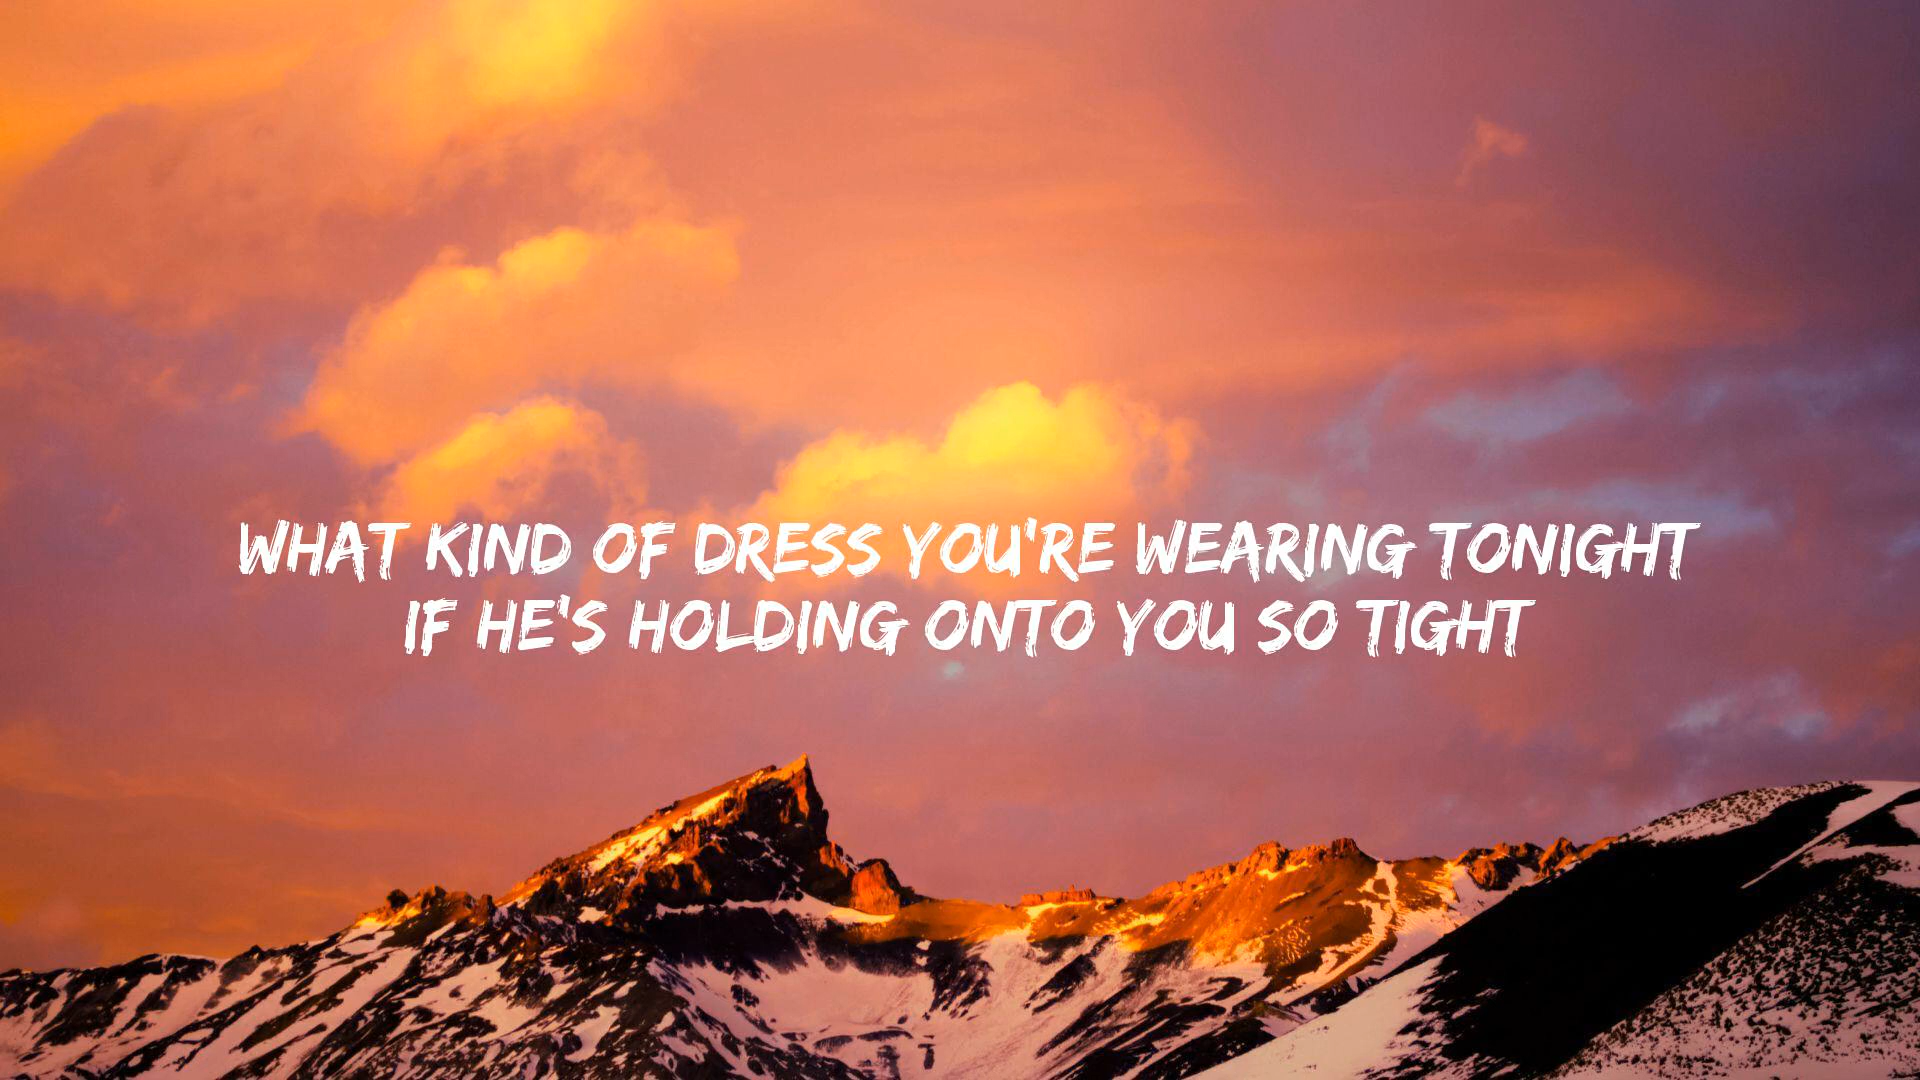 WHAT KIND OF DRESS YOU'RE WEARING TONIGHT
IF HE'S HOLDING ONTO YOU SO TIGHT